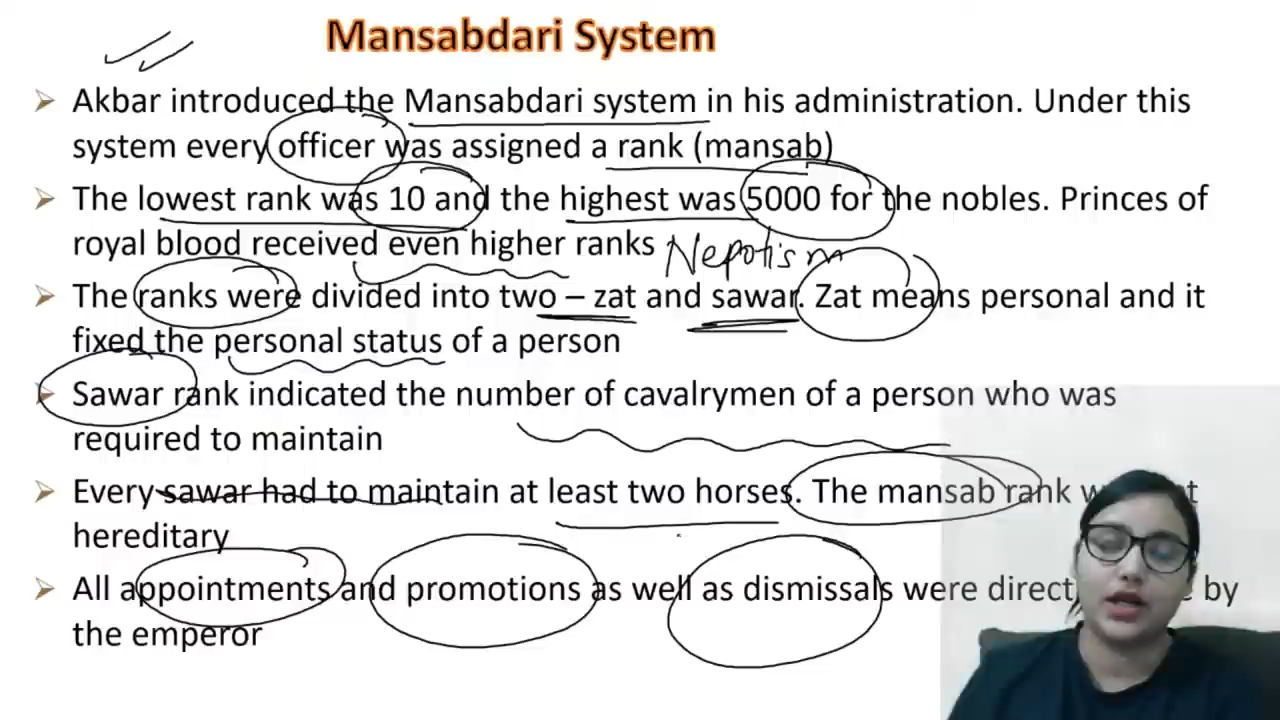 Mansabdari System
➢ Akbar introduced the Mansabdari system in his administration. Under this
system every officer was assigned a rank (mansab)
➢ The lowest rank was 10 and the highest was 5000 for the nobles. Princes of
royal blood received even higher ranks Nepotism
➢ The ranks were divided into two – zat and sawar. Zat means personal and it
fixed the personal status of a person
➢ Sawar rank indicated the number of cavalrymen of a person who was
required to maintain
➢ Every sawar had to maintain at least two horses. The mansab rank
hereditary
➢ All appointments and promotions as well as dismissals were by
the emperor